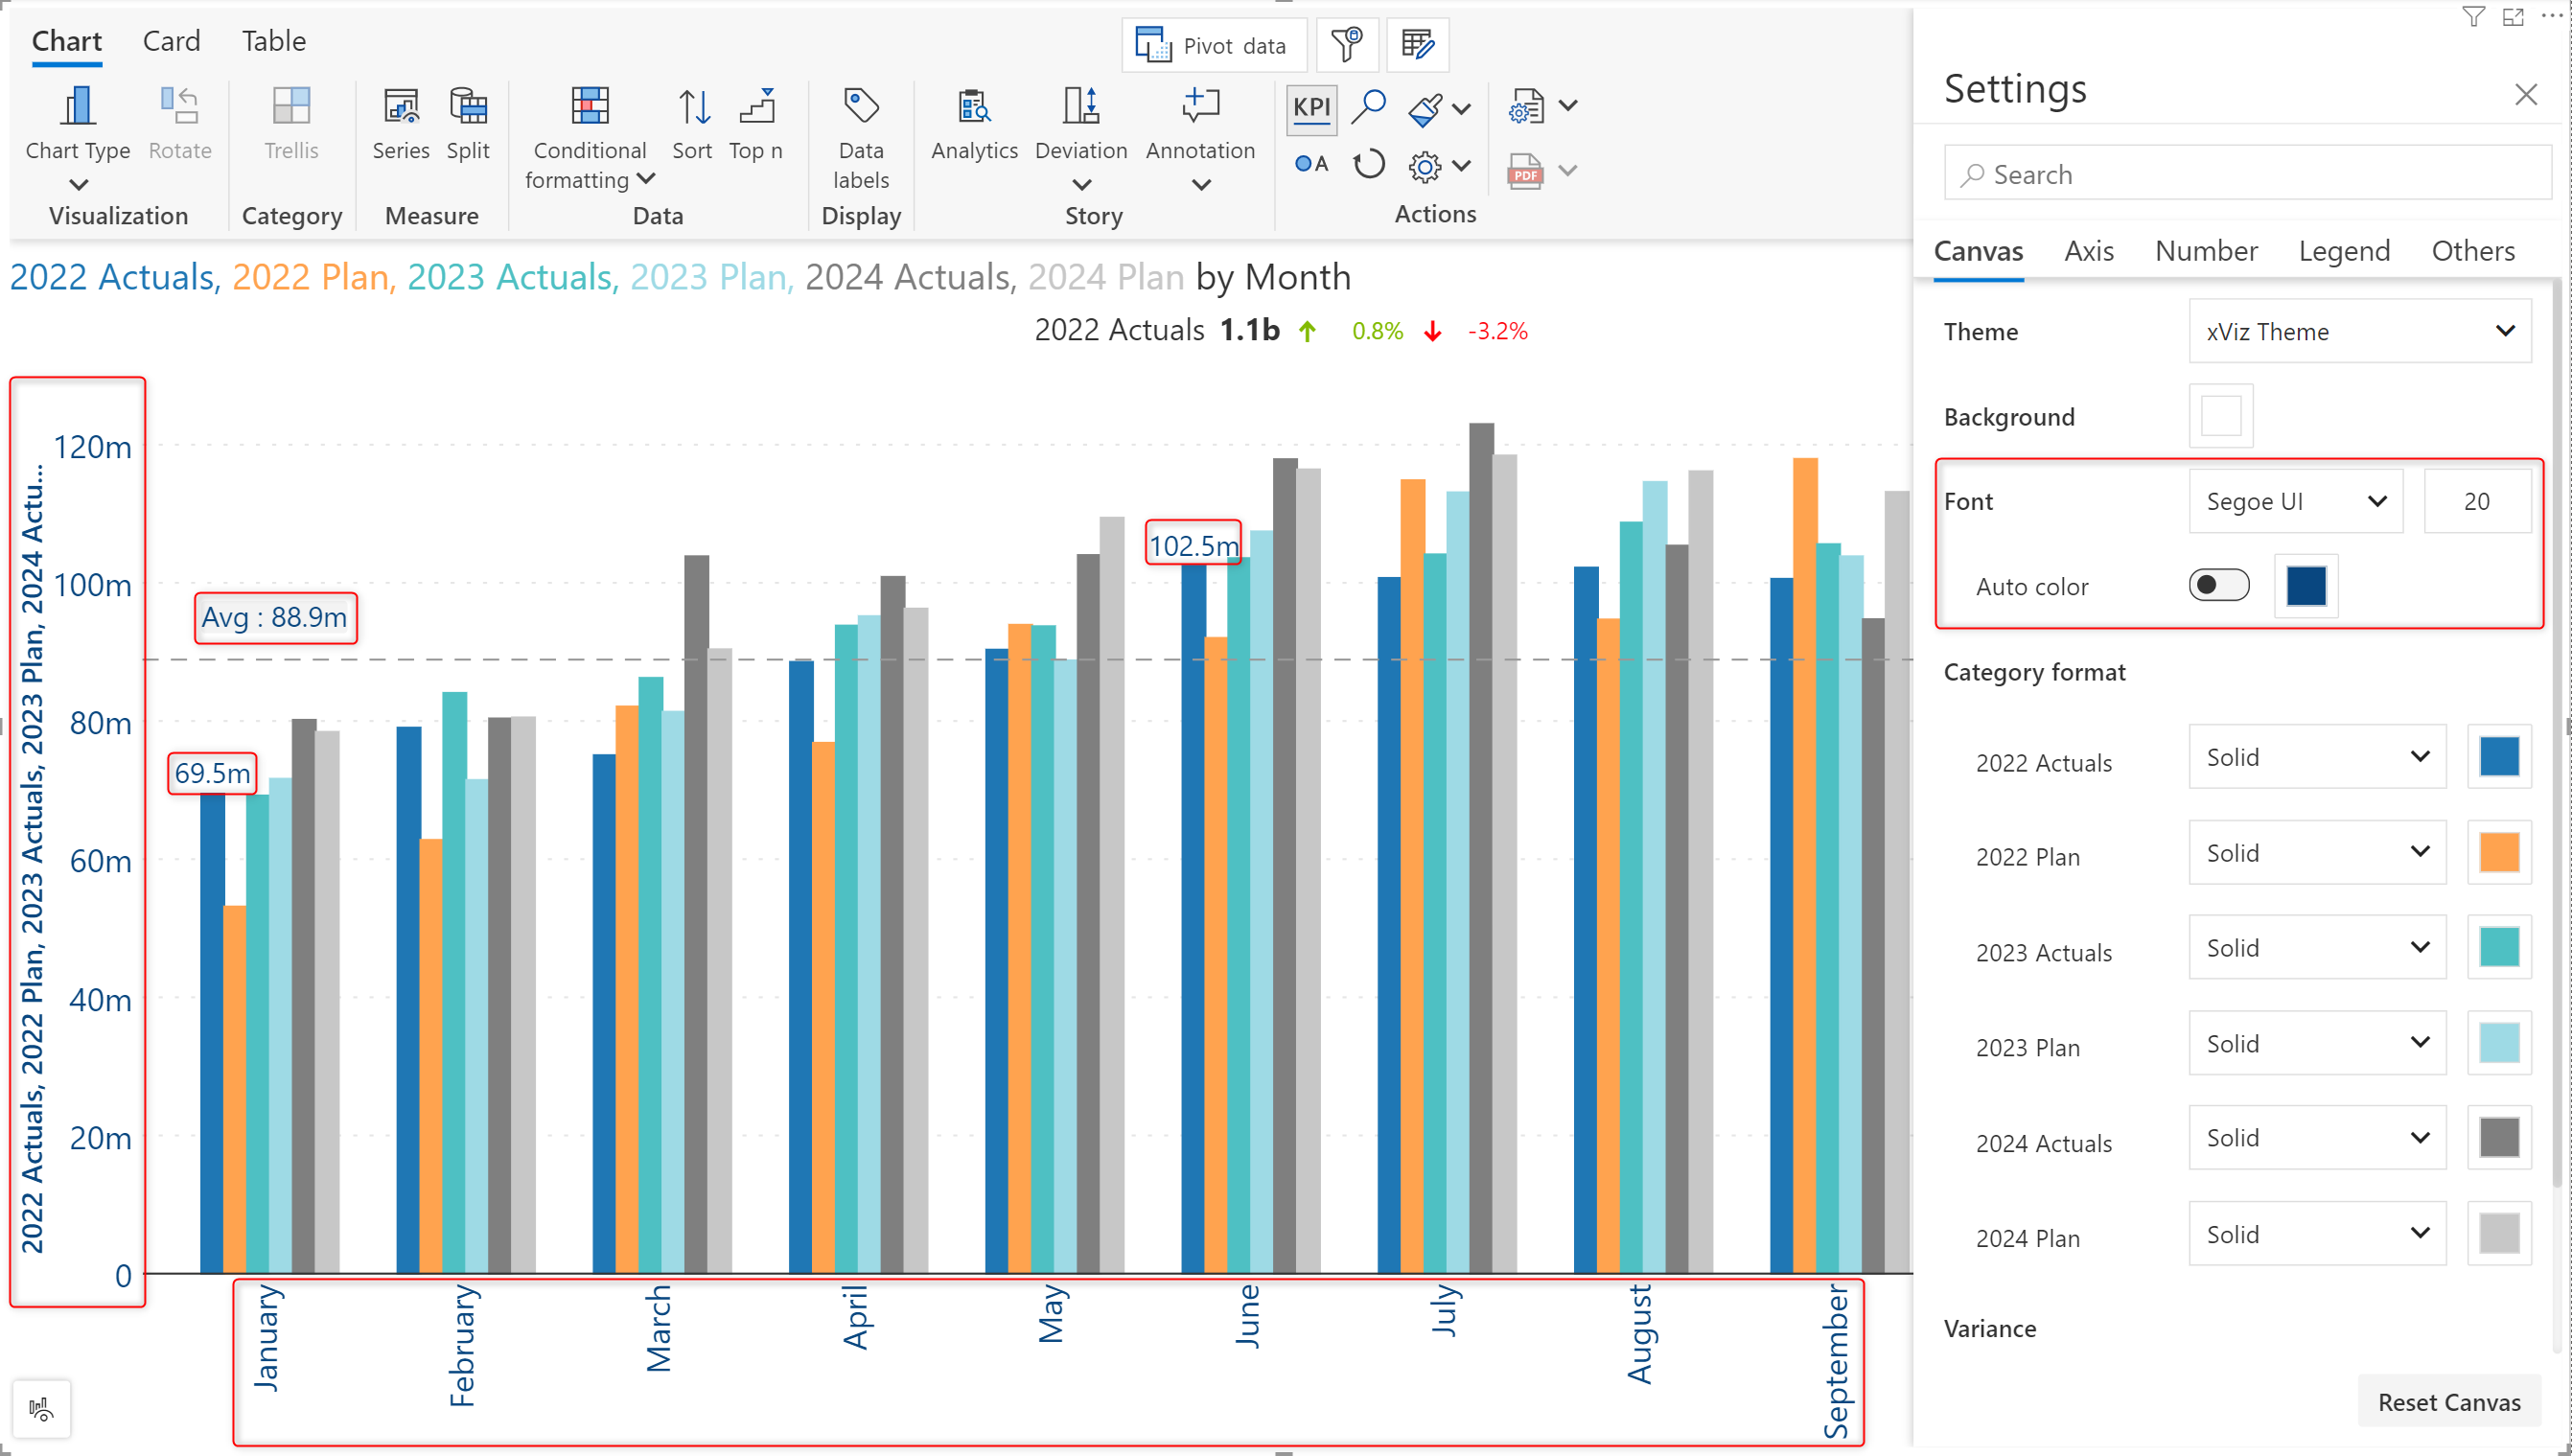 Chart Card Table
Pivot data
Chart Type Rotate
Visualization
Trellis
Category
Series Split
Measure
Conditional
formatting
Sort Top n
Data
Data
labels
Display
Analytics Deviation Annotation
Story
KPI
A
PDF
Actions
2022 Actuals, 2022 Plan, 2023 Actuals, 2023 Plan, 2024 Actuals, 2024 Plan by Month
2022 Actuals 1.1b 0.8% -3.2%
2022 Actuals, 2022 Plan, 2023 Actuals, 2023 Plan, 2024 Actu...
120m
100m
80m
60m
40m
20m
0
Avg : 88.9m
69.5m
102.5m
January
February
March
April
May
June
July
August
September
Settings
Search
Canvas Axis Number Legend Others
Theme xViz Theme
Background
Font Segoe UI 20
Auto color
Category format
2022 Actuals Solid
2022 Plan Solid
2023 Actuals Solid
2023 Plan Solid
2024 Actuals Solid
2024 Plan Solid
Variance
Reset Canvas